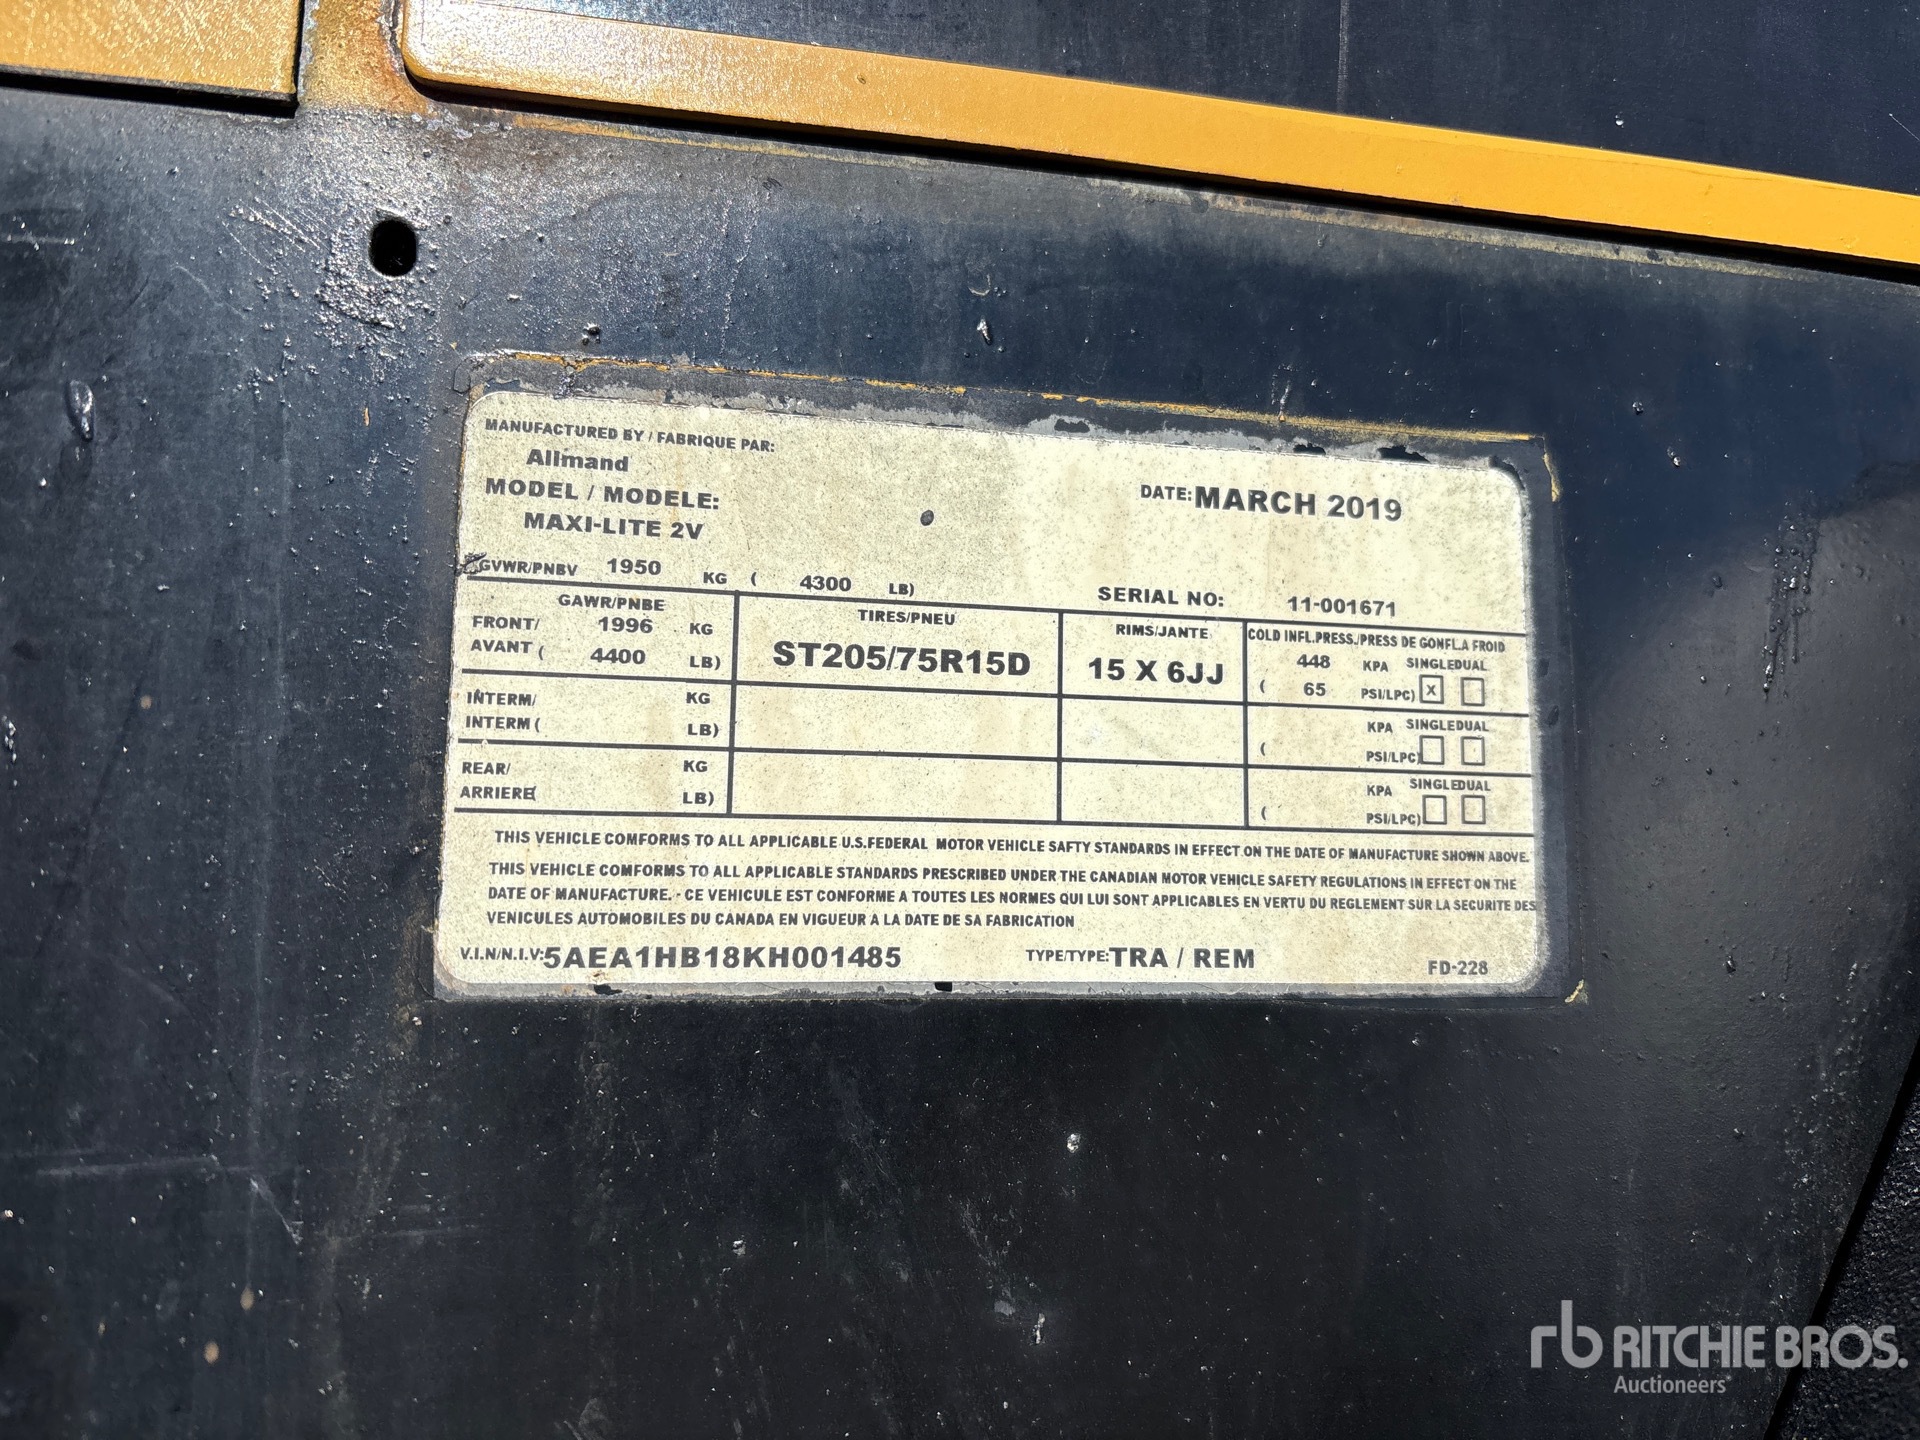 MANUFACTURED BY / FABRIQUE PAR:
Allmand
MODEL / MODELE:
MAXI-LITE 2V
DATE: MARCH 2019
GVWR/PNBV 1950 KG ( 4300 LB)
SERIAL NO: 11-001671
GAWR/PNBE TIRES/PNEU RIMS/JANTE COLD INFL.PRESS./PRESS DE GONFL.A FROID
FRONT/ 1996 KG ST205/75R15D 15 X 6JJ 448 KPA SINGLE DUAL
AVANT ( 4400 LB) ( 65 PSI/LPC) X
INTERM/ KG KPA SINGLE DUAL
INTERM ( LB) ( PSI/LPC)
REAR/ KG KPA SINGLE DUAL
ARRIERE( LB) ( PSI/LPC)
THIS VEHICLE COMFORMS TO ALL APPLICABLE U.S.FEDERAL MOTOR VEHICLE SAFTY STANDARDS IN EFFECT ON THE DATE OF MANUFACTURE SHOWN ABOVE.
THIS VEHICLE COMFORMS TO ALL APPLICABLE STANDARDS PRESCRIBED UNDER THE CANADIAN MOTOR VEHICLE SAFETY REGULATIONS IN EFFECT ON THE
DATE OF MANUFACTURE. - CE VEHICULE EST CONFORME A TOUTES LES NORMES QUI LUI SONT APPLICABLES EN VERTU DU REGLEMENT SUR LA SECURITE DES
VENICULES AUTOMOBILES DU CANADA EN VIGUEUR A LA DATE DE SA FABRICATION
V.I.N/N.I.V: 5AEA1HB18KH001485 TYPE/TYPE: TRA / REM FD-228
rb RITCHIE BROS.
Auctioneers